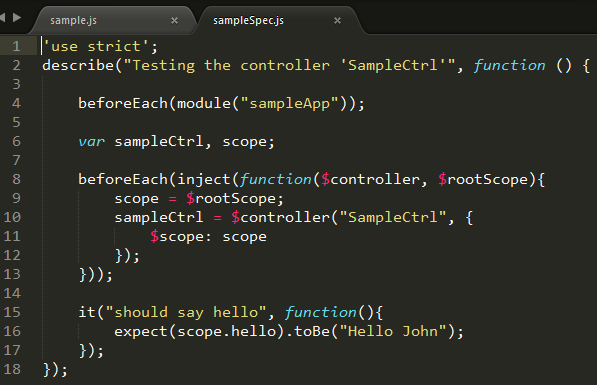 sample.js × sampleSpec.js ×
1 'use strict';
2 describe("Testing the controller 'SampleCtrl'", function () {
3
4     beforeEach(module("sampleApp"));
5
6     var sampleCtrl, scope;
7
8     beforeEach(inject(function($controller, $rootScope){
9         scope = $rootScope;
10         sampleCtrl = $controller("SampleCtrl", {
11             $scope: scope
12         });
13     }));
14
15     it("should say hello", function(){
16         expect(scope.hello).toBe("Hello John");
17     });
18 });